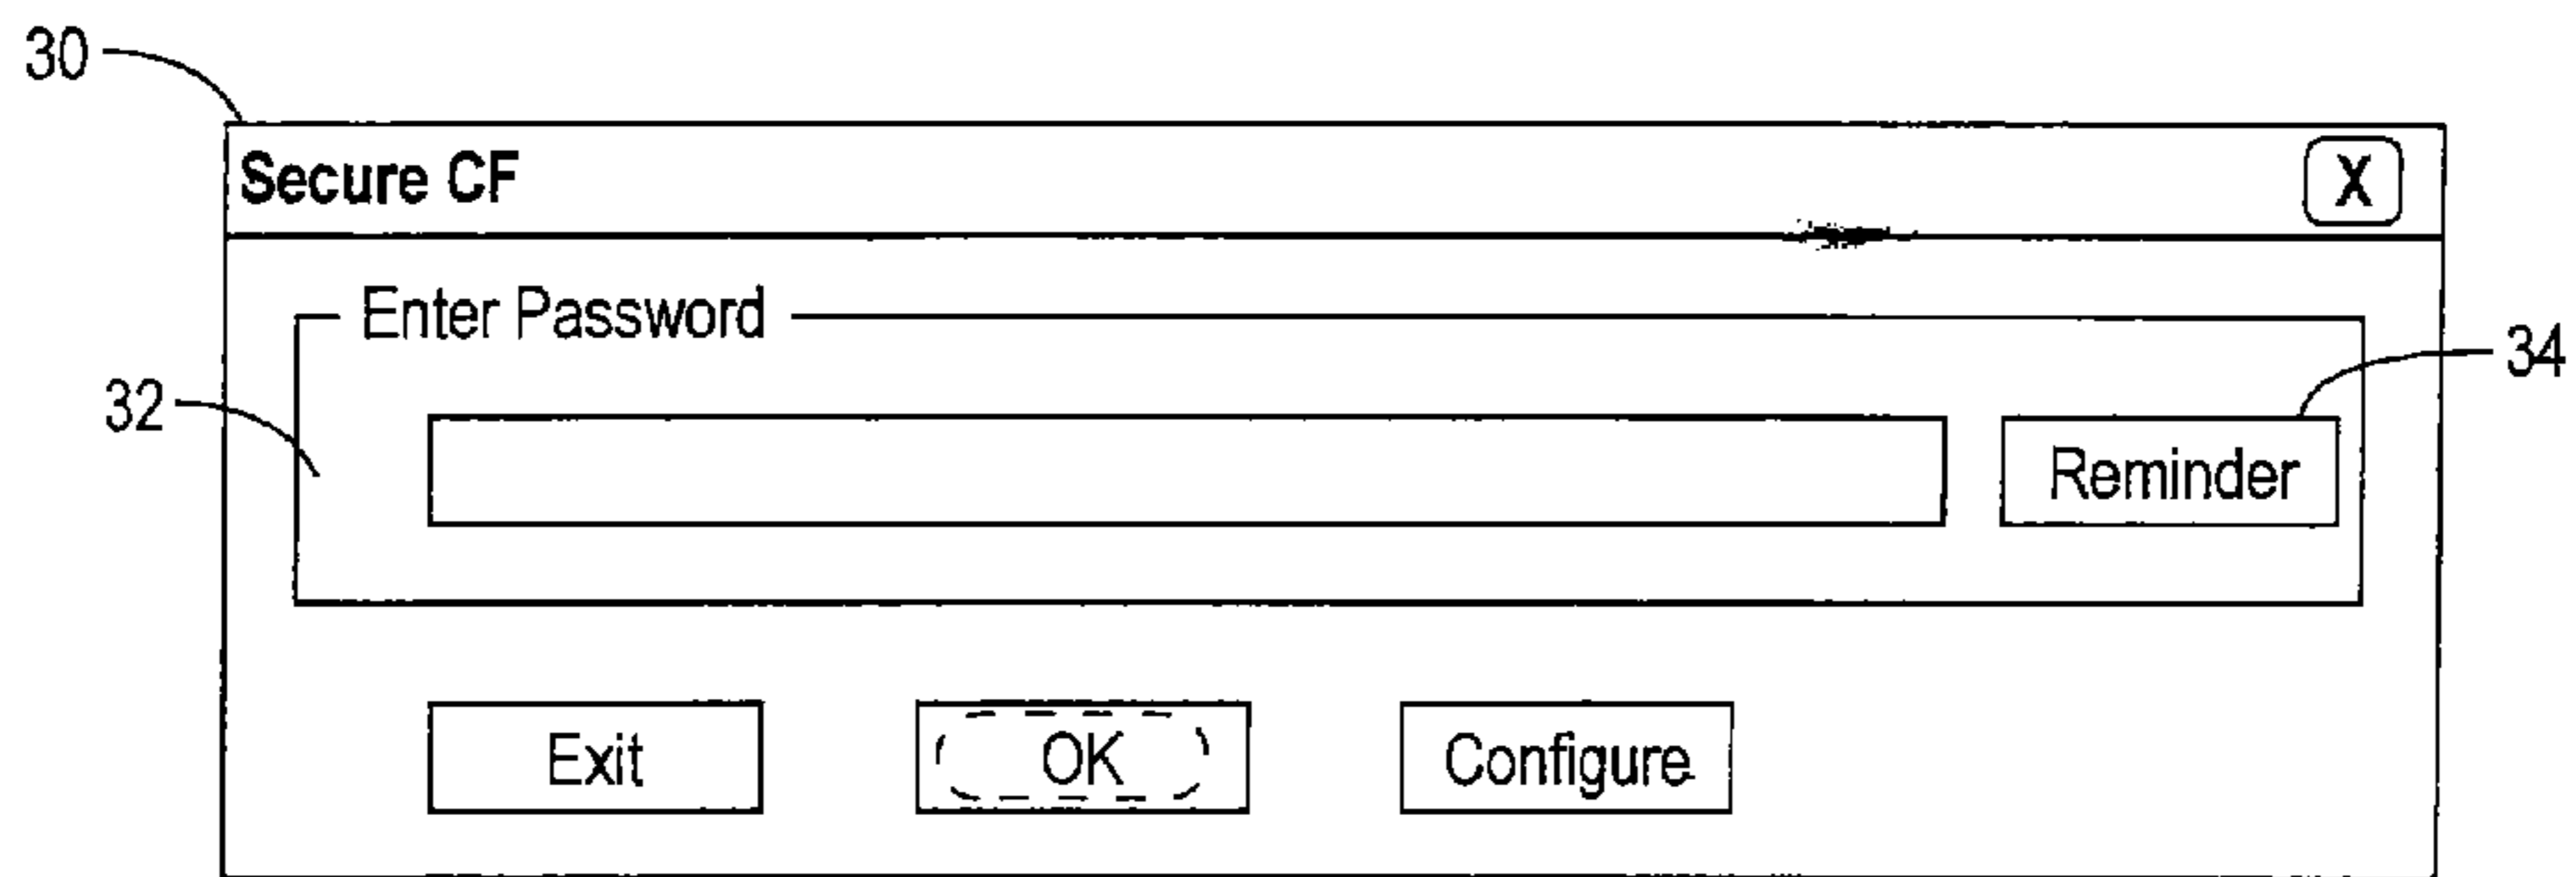 30
Secure CF X
Enter Password
32
34
Reminder
Exit OK Configure